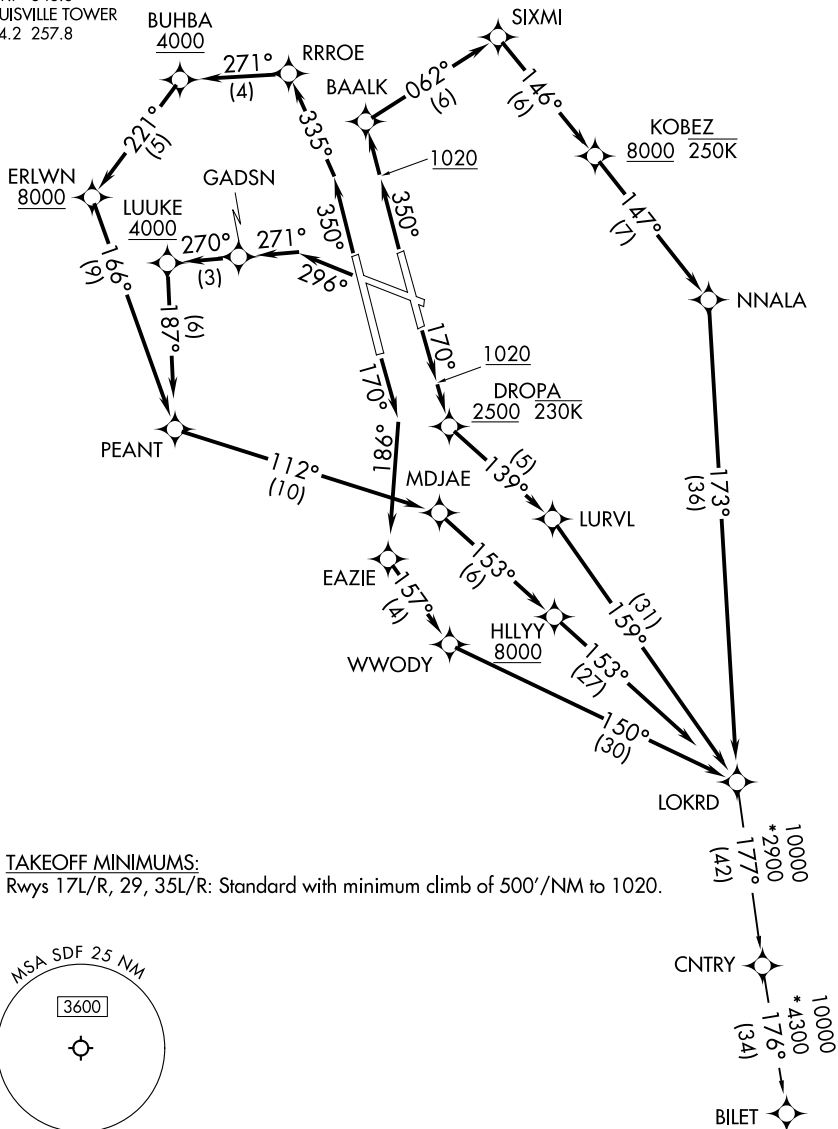 UISVILLE TOWER
4.2 257.8
BUHBA
4000
271°
(4)
RRROE
BAALK
SIXMI
062°
(6)
146°
(6)
KOBEZ
8000 250K
221°
(5)
335°
1020
ERLWN
8000
GADSN
LUUKE
4000
270°
(3)
271°
296°
350°
350°
147°
(7)
NNALA
166°
(9)
187°
(6)
170°
170°
1020
DROPA
2500 230K
PEANT
186°
112°
(10)
MDJAE
139°
(5)
LURVL
173°
(36)
EAZIE
157°
(4)
153°
(6)
HLLYY
8000
159°
(31)
WWODY
153°
(27)
150°
(30)
LOKRD
10000
*2900
177°
(42)
TAKEOFF MINIMUMS:
Rwys 17L/R, 29, 35L/R: Standard with minimum climb of 500'/NM to 1020.
CNTRY
MSA SDF 25 NM
3600
10000
*4300
176°
(34)
BILET